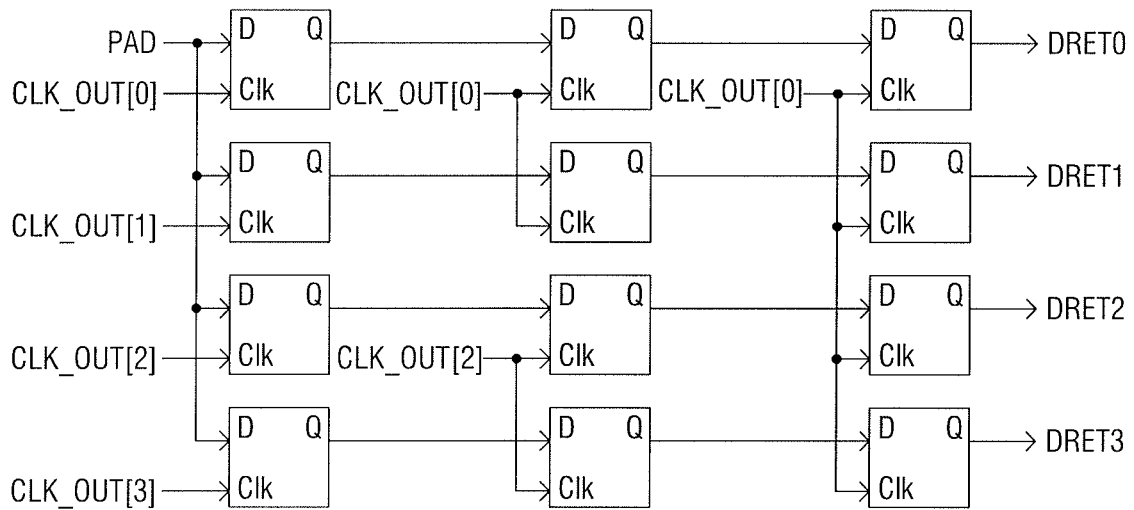 D Q D Q D Q
PAD DRET0
CLK_OUT[0] Clk CLK_OUT[0] Clk CLK_OUT[0] Clk
D Q D Q D Q
DRET1
CLK_OUT[1] Clk Clk Clk
D Q D Q D Q
DRET2
CLK_OUT[2] Clk CLK_OUT[2] Clk Clk
D Q D Q D Q
DRET3
CLK_OUT[3] Clk Clk Clk